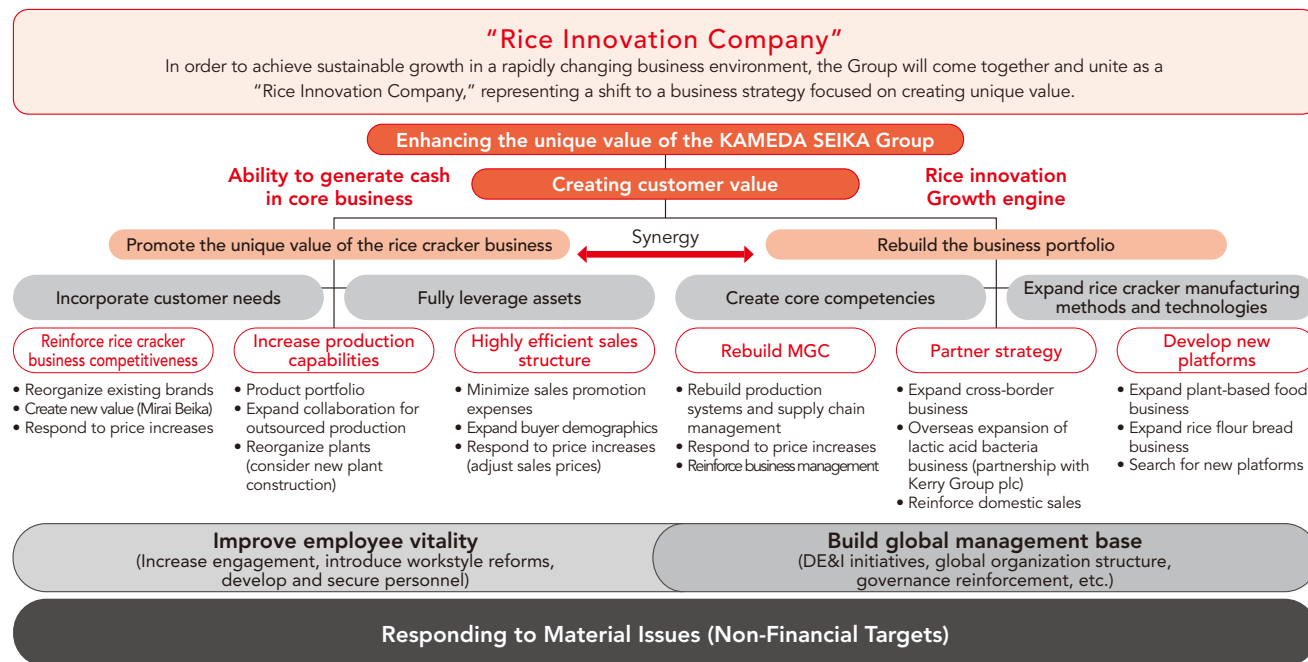 “Rice Innovation Company”
In order to achieve sustainable growth in a rapidly changing business environment, the Group will come together and unite as a
“Rice Innovation Company,” representing a shift to a business strategy focused on creating unique value.
Enhancing the unique value of the KAMEDA SEIKA Group
Ability to generate cash
in core business
Creating customer value
Rice innovation
Growth engine
Promote the unique value of the rice cracker business
Synergy
Rebuild the business portfolio
Incorporate customer needs
Fully leverage assets
Create core competencies
Expand rice cracker manufacturing
methods and technologies
Reinforce rice cracker
business competitiveness
• Reorganize existing brands
• Create new value (Mirai Beika)
• Respond to price increases
Increase production
capabilities
• Product portfolio
• Expand collaboration for
outsourced production
• Reorganize plants
(consider new plant
construction)
Highly efficient sales
structure
• Minimize sales promotion
expenses
• Expand buyer demographics
• Respond to price increases
(adjust sales prices)
Rebuild MGC
• Rebuild production
systems and supply chain
management
• Respond to price increases
• Reinforce business management
Partner strategy
• Expand cross-border
business
• Overseas expansion of
lactic acid bacteria
business (partnership with
Kerry Group plc)
• Reinforce domestic sales
Develop new
platforms
• Expand plant-based food
business
• Expand rice flour bread
business
• Search for new platforms
Improve employee vitality
(Increase engagement, introduce workstyle reforms,
develop and secure personnel)
Build global management base
(DE&I initiatives, global organization structure,
governance reinforcement, etc.)
Responding to Material Issues (Non-Financial Targets)